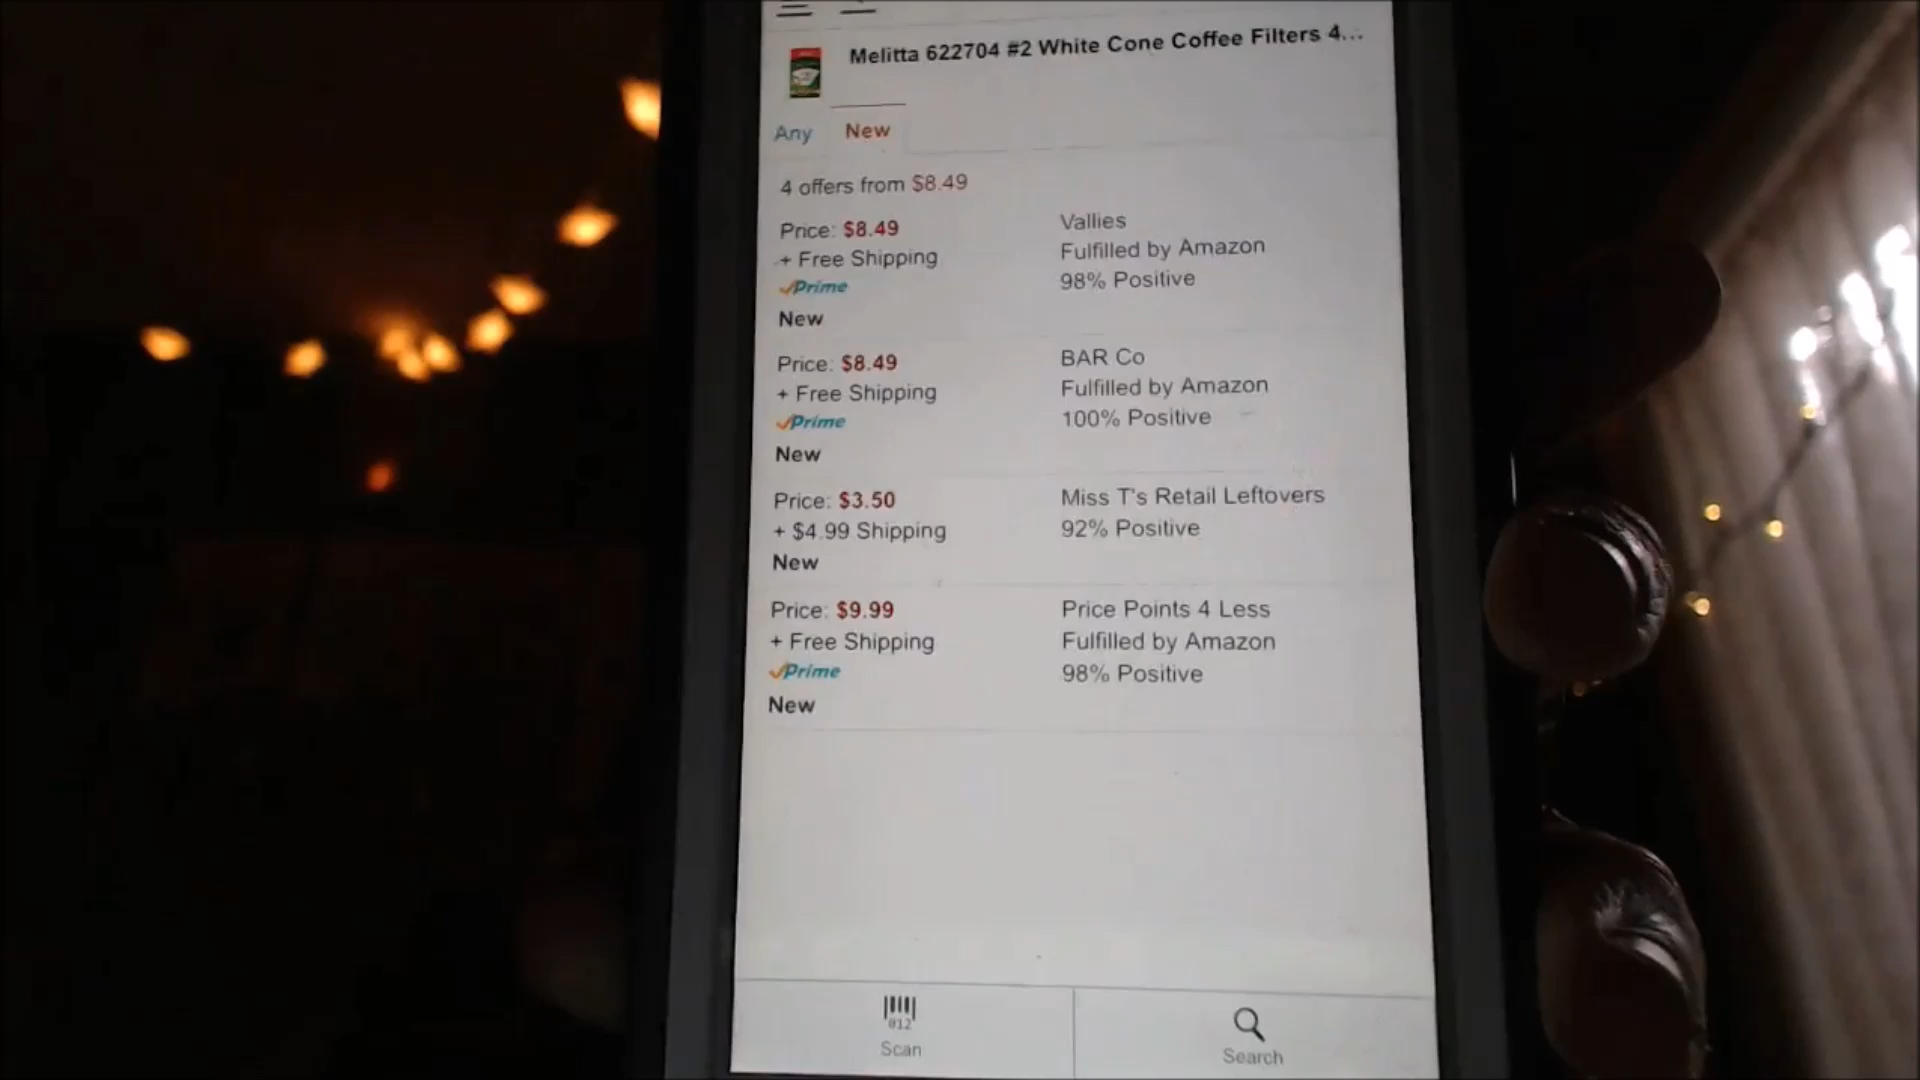 Melitta 622704 #2 White Cone Coffee Filters 4...
Any
New
4 offers from $8.49
Price: $8.49
+ Free Shipping
Prime
New
Vallies
Fulfilled by Amazon
98% Positive
Price: $8.49
+ Free Shipping
Prime
New
BAR Co
Fulfilled by Amazon
100% Positive
Price: $3.50
+ $4.99 Shipping
New
Miss T's Retail Leftovers
92% Positive
Price: $9.99
+ Free Shipping
Prime
New
Price Points 4 Less
Fulfilled by Amazon
98% Positive
012
Scan
Search